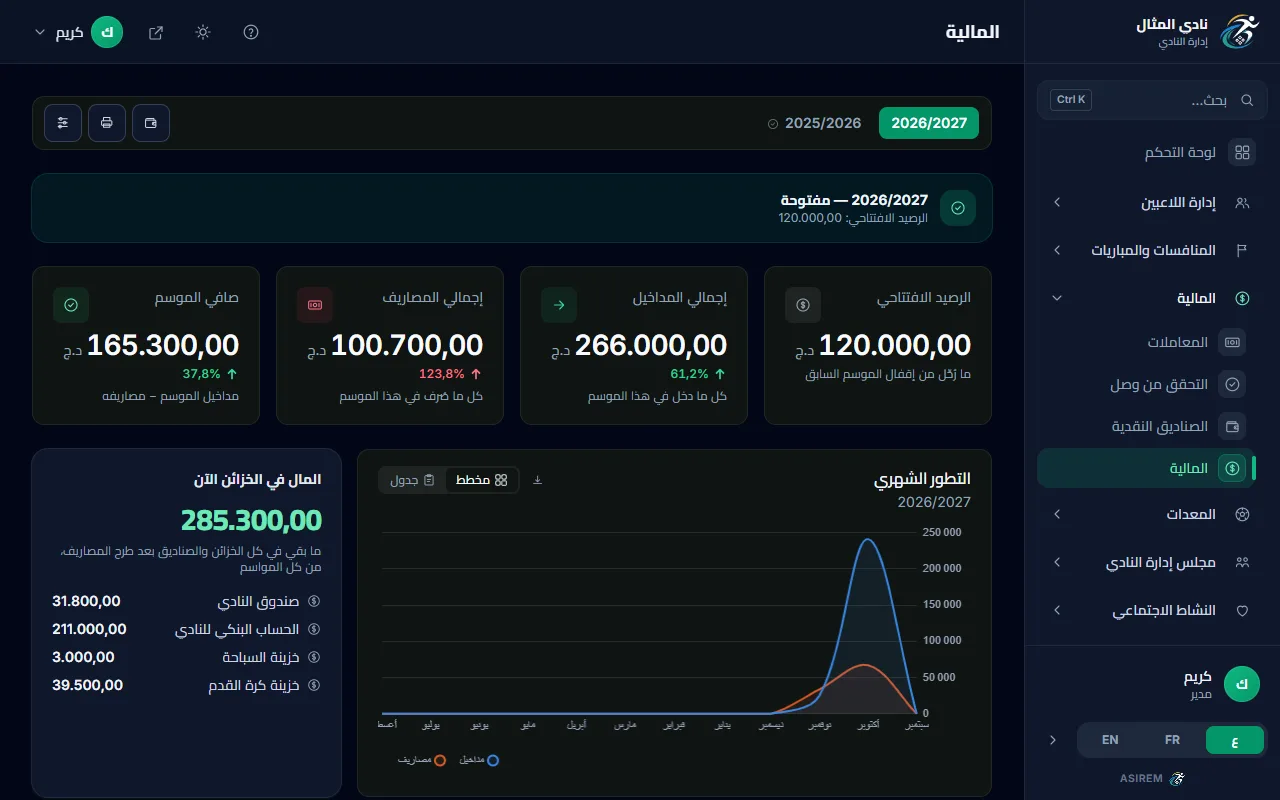 نادي المثال
إدارة النادي
المالية
كريم
ك
بحث...
Ctrl K
لوحة التحكم
إدارة اللاعبين
المنافسات والمباريات
المالية
المعاملات
التحقق من وصل
الصناديق النقدية
المالية
المعدات
مجلس إدارة النادي
النشاط الاجتماعي
ك
كريم
مدير
ع
FR
EN
ASIREM
2026/2027
2025/2026
2026/2027 — مفتوحة
الرصيد الافتتاحي: 120.000,00
الرصيد الافتتاحي
120.000,00 د.ج
ما رُحّل من إقفال الموسم السابق
إجمالي المداخيل
266.000,00 د.ج
61,2%
كل ما دخل في هذا الموسم
إجمالي المصاريف
100.700,00 د.ج
123,8%
كل ما صُرف في هذا الموسم
صافي الموسم
165.300,00 د.ج
37,8%
مداخيل الموسم − مصاريفه
التطور الشهري
2026/2027
مخطط
جدول
250 000
200 000
150 000
100 000
50 000
0
سبتمبر
أكتوبر
نوفمبر
ديسمبر
يناير
فبراير
مارس
أبريل
مايو
يونيو
يوليو
مداخيل
مصاريف
المال في الخزائن الآن
285.300,00
ما بقي في كل الخزائن والصناديق بعد طرح المصاريف،
من كل المواسم
صندوق النادي 31.800,00
الحساب البنكي للنادي 211.000,00
خزينة السباحة 3.000,00
خزينة كرة القدم 39.500,00